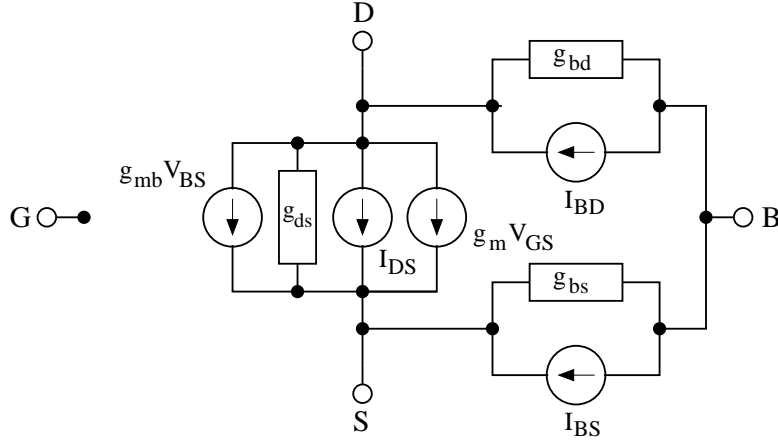 D
g_bd
g_mb V_BS
g_ds
I_BD
G
B
g_m V_GS
I_DS
g_bs
S
I_BS